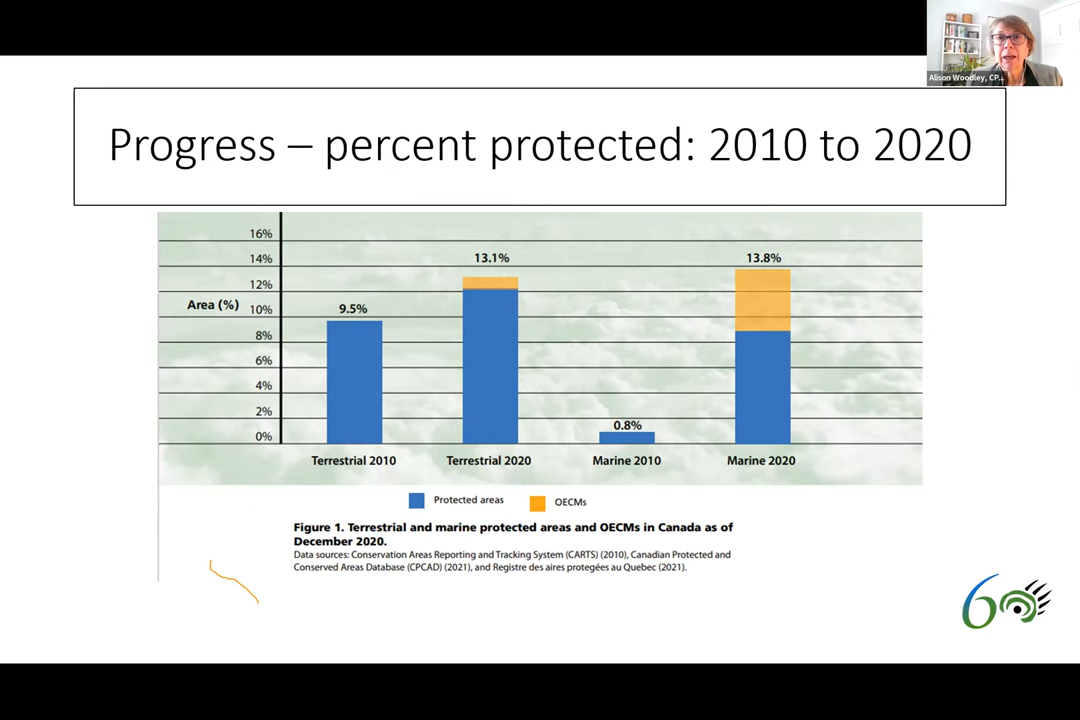 Alison Woodley, CP...
Progress – percent protected: 2010 to 2020
16%
14%
12%
Area (%)
10%
8%
6%
4%
2%
0%
9.5%
13.1%
0.8%
13.8%
Terrestrial 2010
Terrestrial 2020
Marine 2010
Marine 2020
Protected areas
OECMs
Figure 1. Terrestrial and marine protected areas and OECMs in Canada as of
December 2020.
Data sources: Conservation Areas Reporting and Tracking System (CARTS) (2010), Canadian Protected and
Conserved Areas Database (CPCAD) (2021), and Registre des aires protegées au Quebec (2021).
60